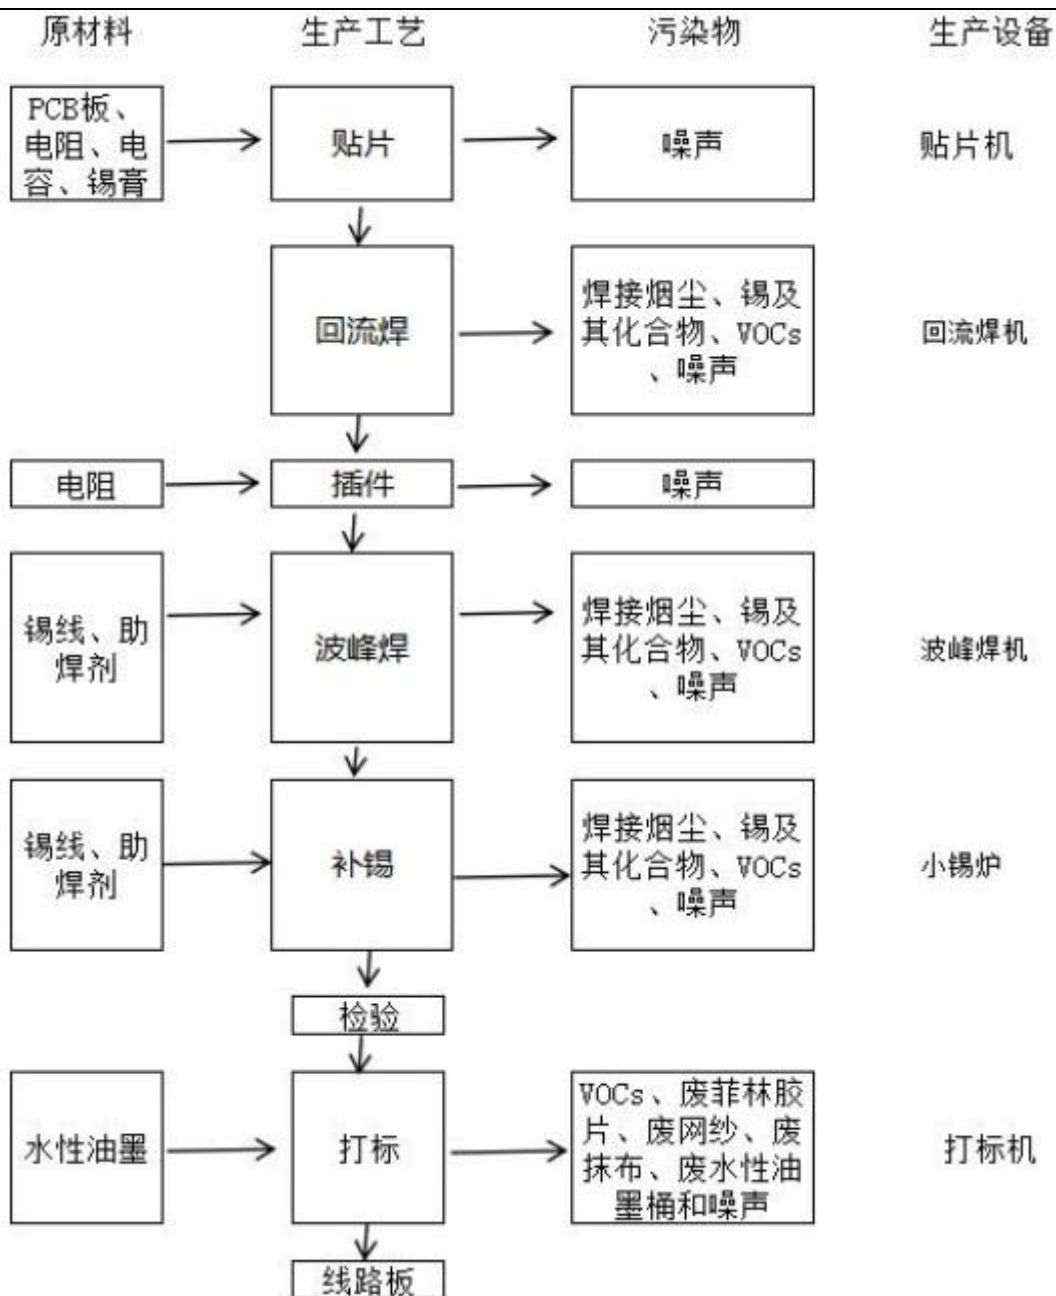 原材料 生产工艺 污染物 生产设备
PCB板、
电阻、电
容、锡膏
贴片
噪声
贴片机
回流焊
焊接烟尘、锡及
其化合物、VOCs
、噪声
回流焊机
电阻
插件
噪声
锡线、助
焊剂
波峰焊
焊接烟尘、锡及
其化合物、VOCs
、噪声
波峰焊机
锡线、助
焊剂
补锡
焊接烟尘、锡及
其化合物、VOCs
、噪声
小锡炉
检验
水性油墨
打标
VOCs、废菲林胶
片、废网纱、废
抹布、废水性油
墨桶和噪声
打标机
线路板